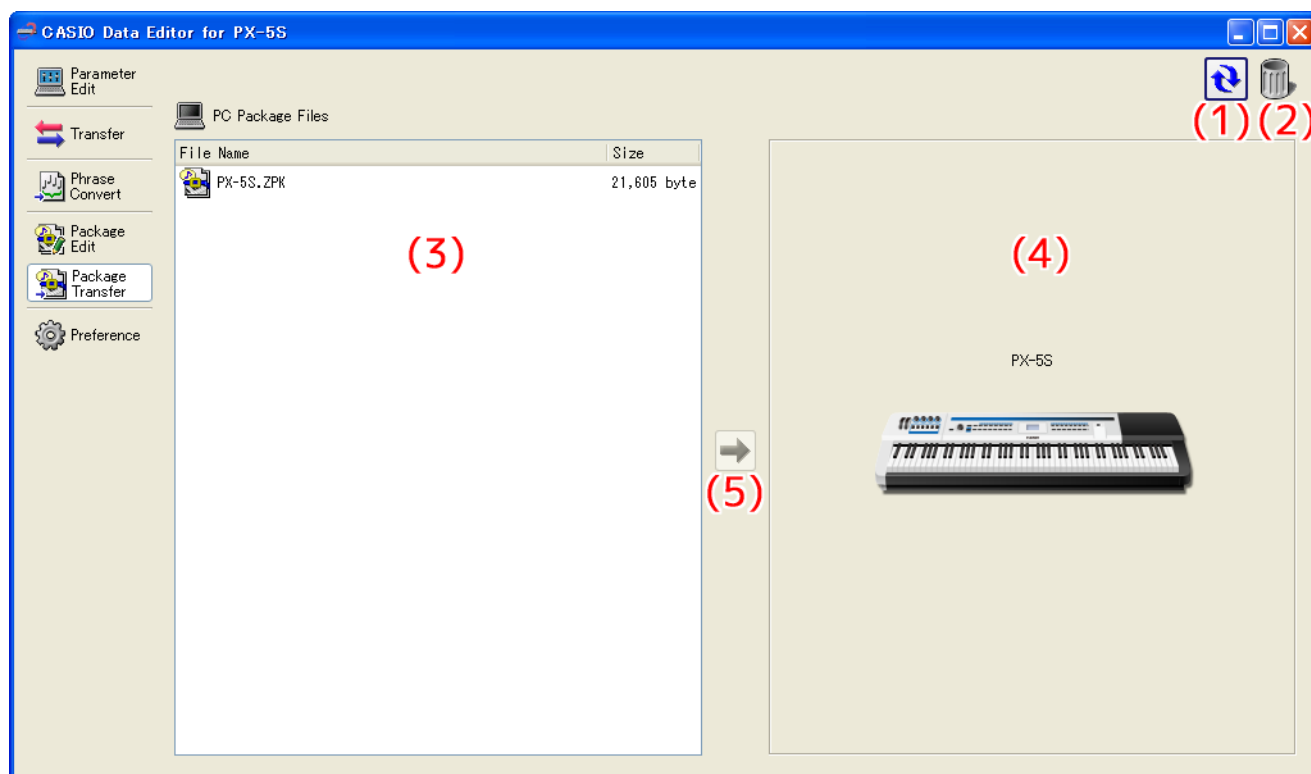 CASIO Data Editor for PX-5S
Parameter
Edit
Transfer
Phrase
Convert
Package
Edit
Package
Transfer
Preference
(1) (2)
PC Package Files
File Name Size
PX-5S.ZPK 21,605 byte
(3)
(4)
PX-5S
(5)